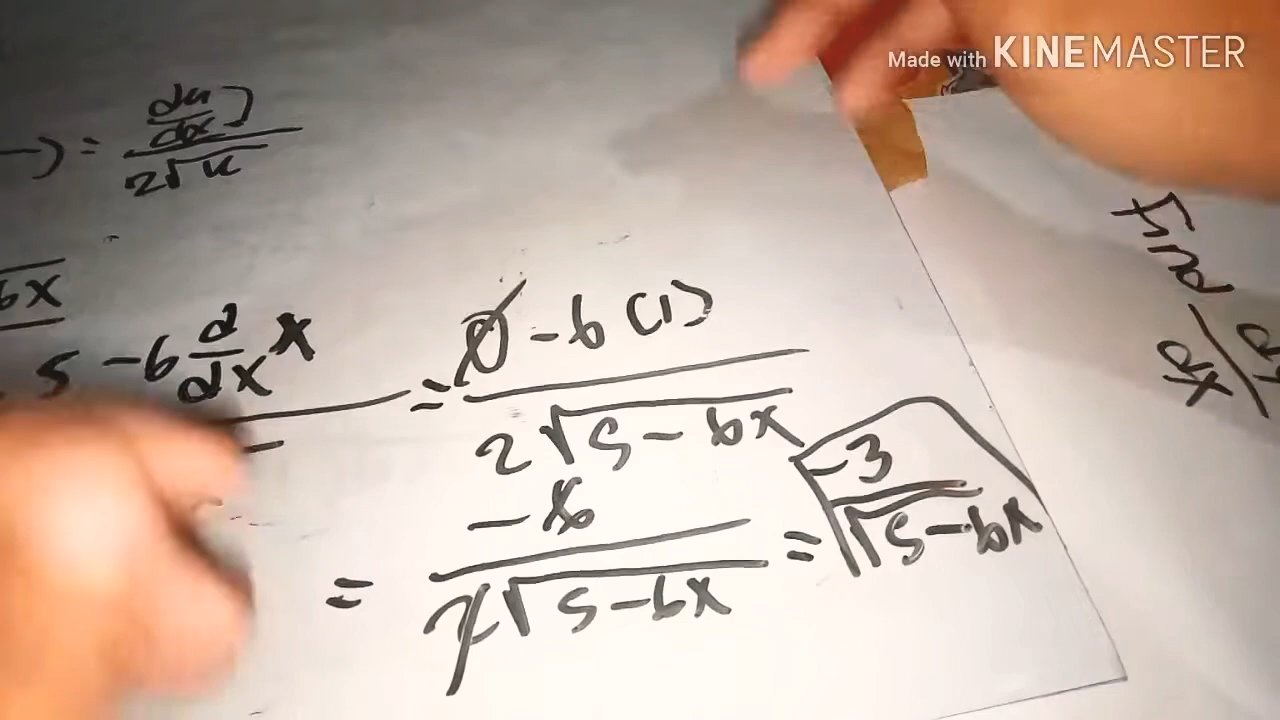 Made with KINEMASTER
) = du/dx / 2√u
6x
5 - 6 d/dx x = 0 - 6(1) / 2√5-6x
= -6 / 2√5-6x = -3 / √5-6x
Find